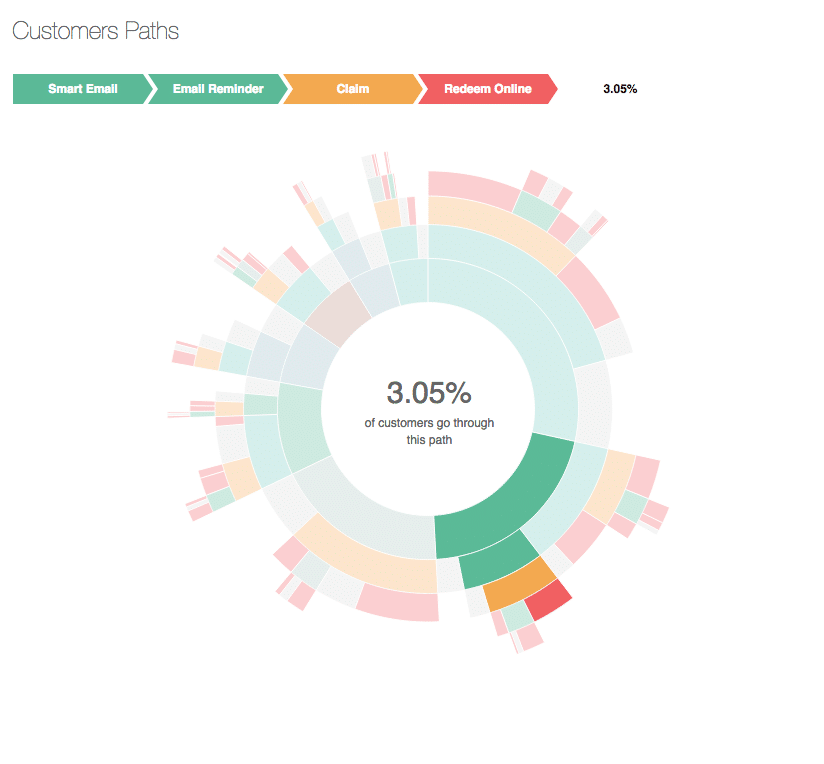 Customers Paths
Smart Email Email Reminder Claim Redeem Online 3.05%
3.05%
of customers go through
this path